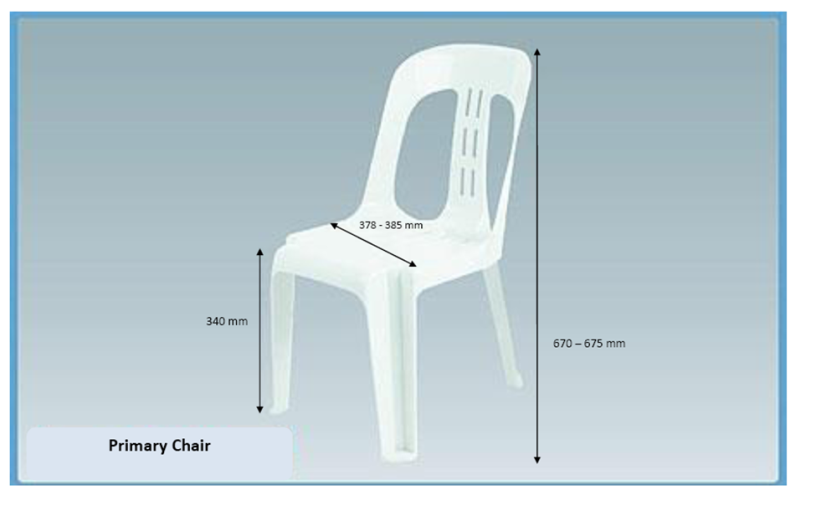 378 - 385 mm
340 mm
670 – 675 mm
Primary Chair